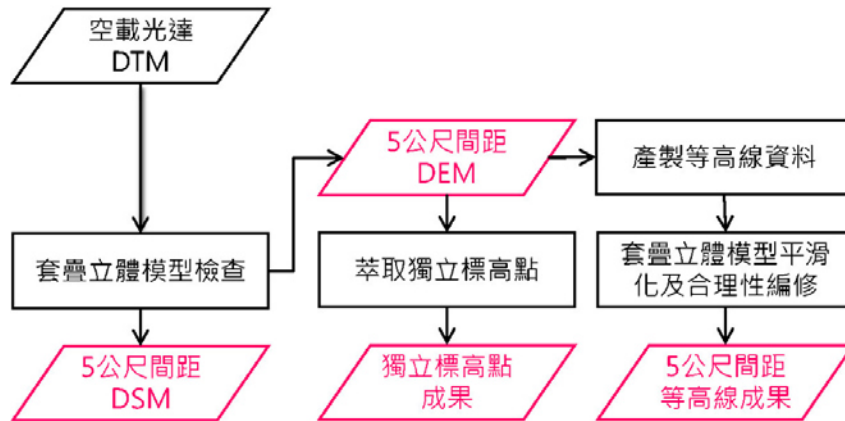 空載光達
DTM
套疊立體模型檢查
5公尺間距
DSM
5公尺間距
DEM
萃取獨立標高點
獨立標高點
成果
產製等高線資料
套疊立體模型平滑
化及合理性編修
5公尺間距
等高線成果